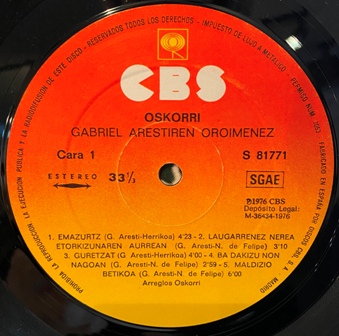 RESERVADOS TODOS LOS DERECHOS - IMPUESTO DE LUJO A METALICO - PERMISO NUM. 1053 - FABRICADO EN ESPAÑA POR DISCOS CBS, S. A. MADRID
PROHIBIDA LA REPRODUCCION, LA EJECUCION PUBLICA Y LA RADIODIFUSION DE ESTE DISCO -
CBS
OSKORRI
GABRIEL ARESTIREN OROIMENEZ
Cara 1
S 81771
ESTEREO 33⅓
SGAE
℗1976 CBS
Depósito Legal:
M-36434-1976
1. EMAZURTZ (G. Aresti-Herrikoa) 4:23 - 2. LAUGARRENEZ NEREA
ETORKIZUNAREN AURREAN (G. Aresti-N. de Felipe) 3:10
3. GURETZAT (G. Aresti-Herrikoi) 4:00 - 4. BA DAKIZU NON
NAGOAN (G. Aresti-N. de Felipe) 2:59 - 5. MALDIZIO
BETIKOA (G. Aresti-N. de Felipe) 6:00
Arreglos Oskorri